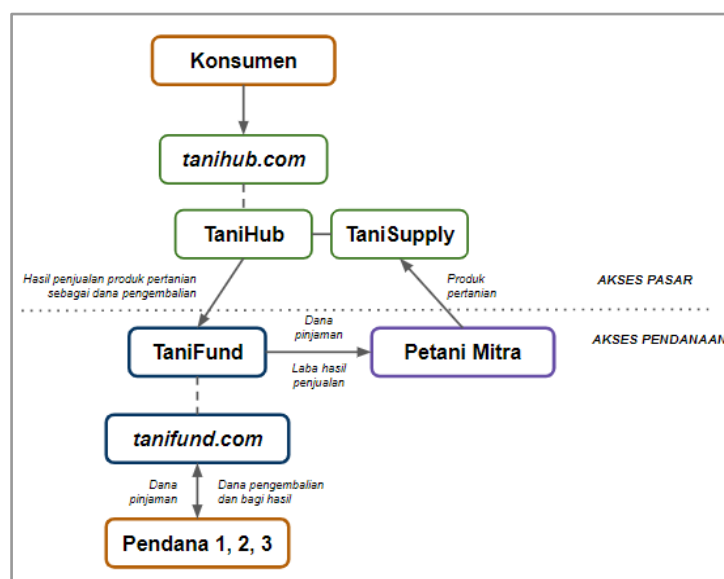 Konsumen
tanihub.com
TaniHub
TaniSupply
Hasil penjualan produk pertanian
sebagai dana pengembalian
Produk
pertanian
AKSES PASAR
AKSES PENDANAAN
TaniFund
Dana
pinjaman
Laba hasil
penjualan
Petani Mitra
tanifund.com
Dana
pinjaman
Dana pengembalian
dan bagi hasil
Pendana 1, 2, 3